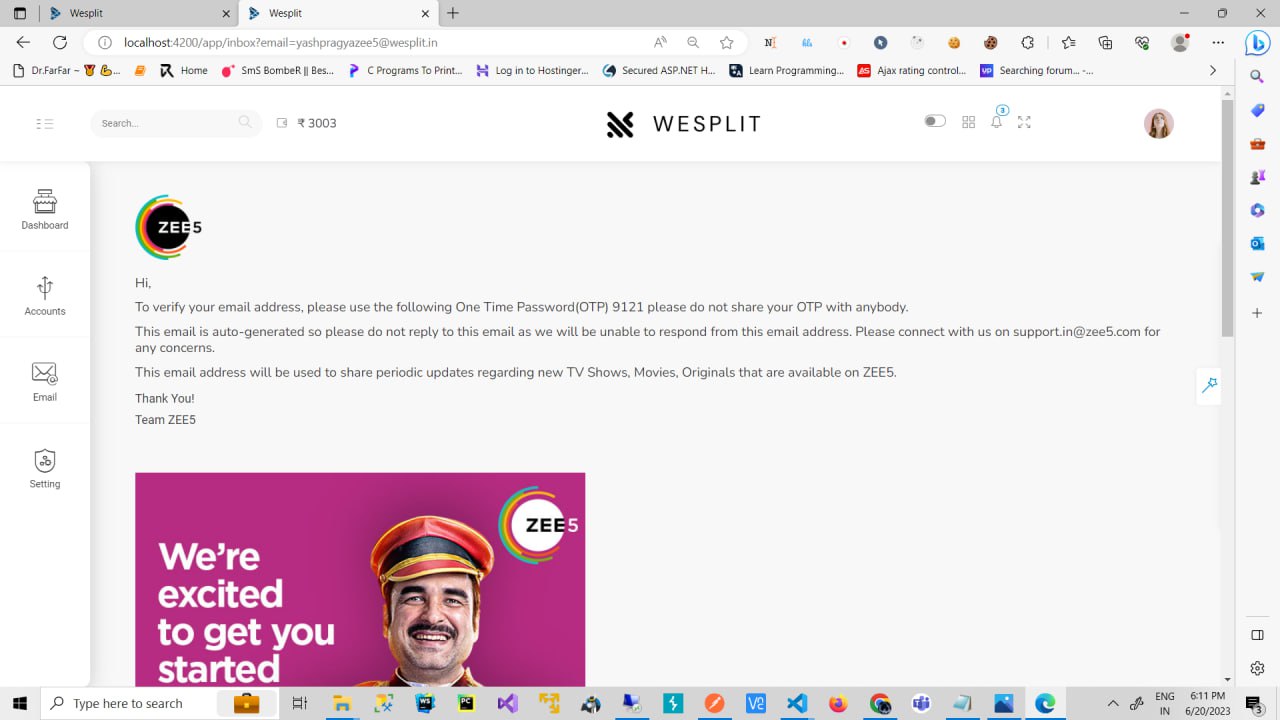 Wesplit
Wesplit
localhost:4200/app/inbox?email=yashpragyazee5@wesplit.in
Dr.FarFar ~
Home
SmS BombeR || Bes...
C Programs To Print...
Log in to Hoxpinger...
Secured ASP.NET H...
Learn Programming...
Ajax rating control...
Searching forum... -...
Search...
₹ 3003
WESPLIT
3
Dashboard
Accounts
Email
Setting
ZEE5
Hi,
To verify your email address, please use the following One Time Password(OTP) 9121 please do not share your OTP with anybody.
This email is auto-generated so please do not reply to this email as we will be unable to respond from this email address. Please connect with us on support.in@zee5.com for
any concerns.
This email address will be used to share periodic updates regarding new TV Shows, Movies, Originals that are available on ZEE5.
Thank You!
Team ZEE5
ZEE5
We're
excited
to get you
started
Type here to search
ENG
IN
6:11 PM
6/20/2023
3